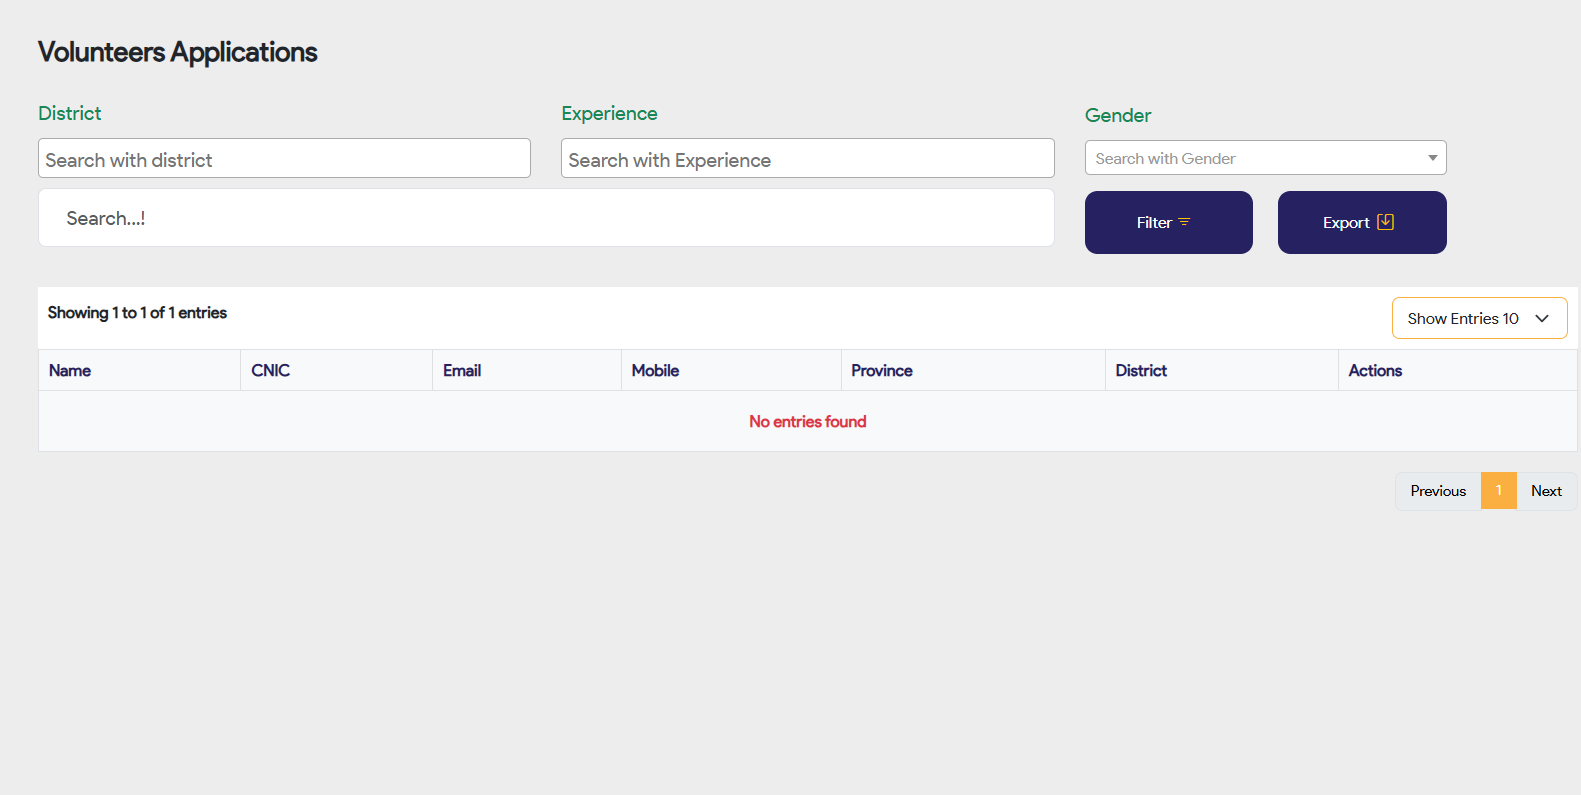 Volunteers Applications
District
Experience
Gender
Search with district
Search with Experience
Search with Gender
Search...!
Filter
Export
Showing 1 to 1 of 1 entries
Show Entries 10
Name CNIC Email Mobile Province District Actions
No entries found
Previous 1 Next